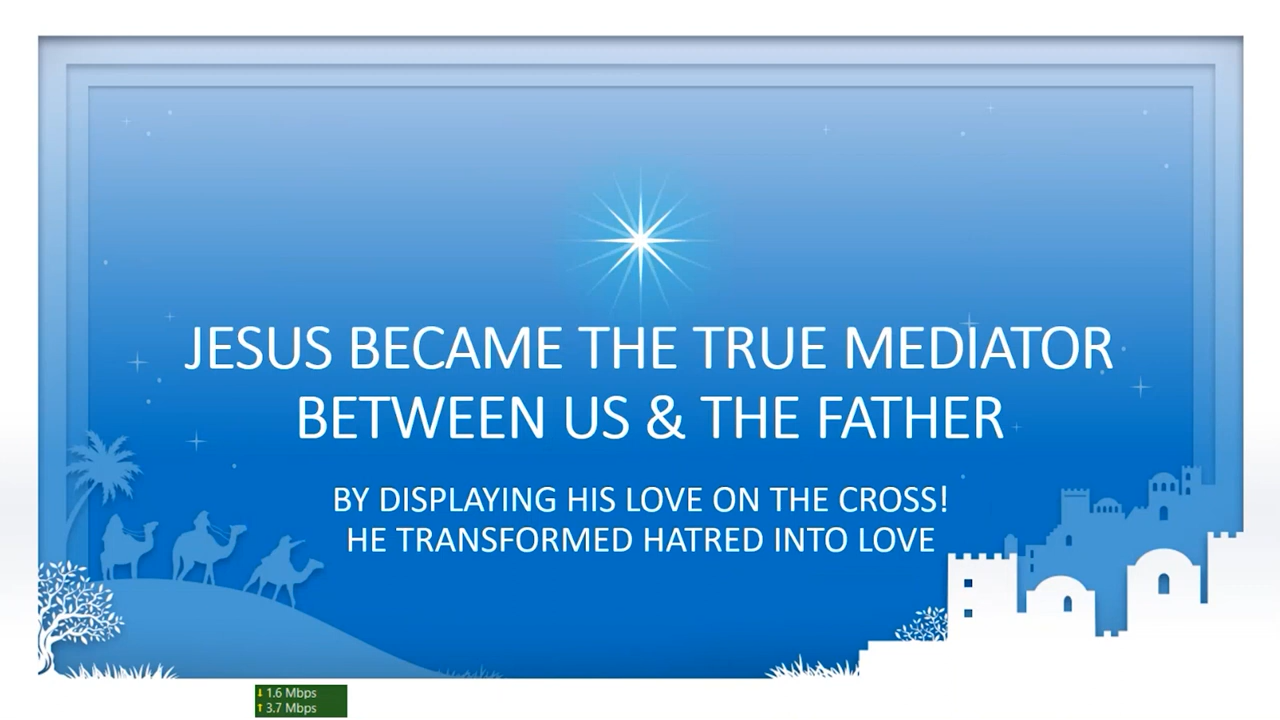 JESUS BECAME THE TRUE MEDIATOR
BETWEEN US & THE FATHER
BY DISPLAYING HIS LOVE ON THE CROSS!
HE TRANSFORMED HATRED INTO LOVE
↓ 1.6 Mbps
↑ 3.7 Mbps